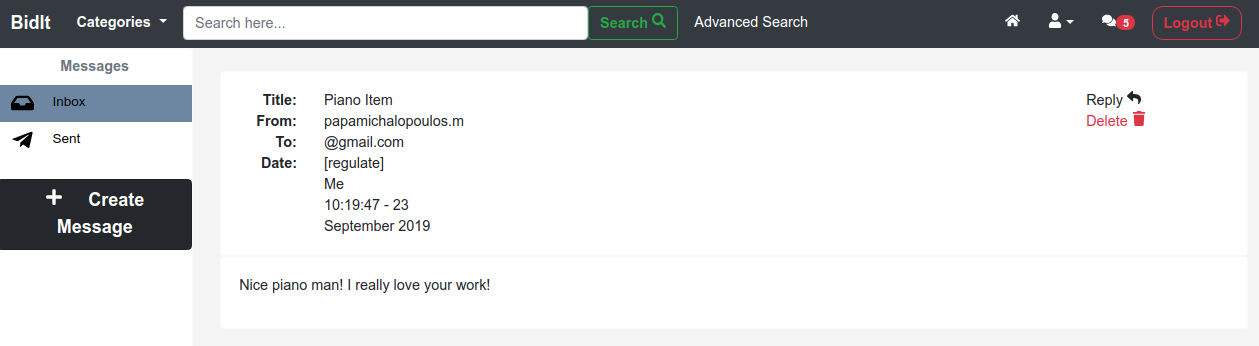 BidIt Categories Search here... Search Advanced Search 5 Logout
Messages
Inbox
Sent
Create
Message
Title: Piano Item
From: papamichalopoulos.m
To: @gmail.com
Date: [regulate]
Me
10:19:47 - 23
September 2019
Reply
Delete
Nice piano man! I really love your work!